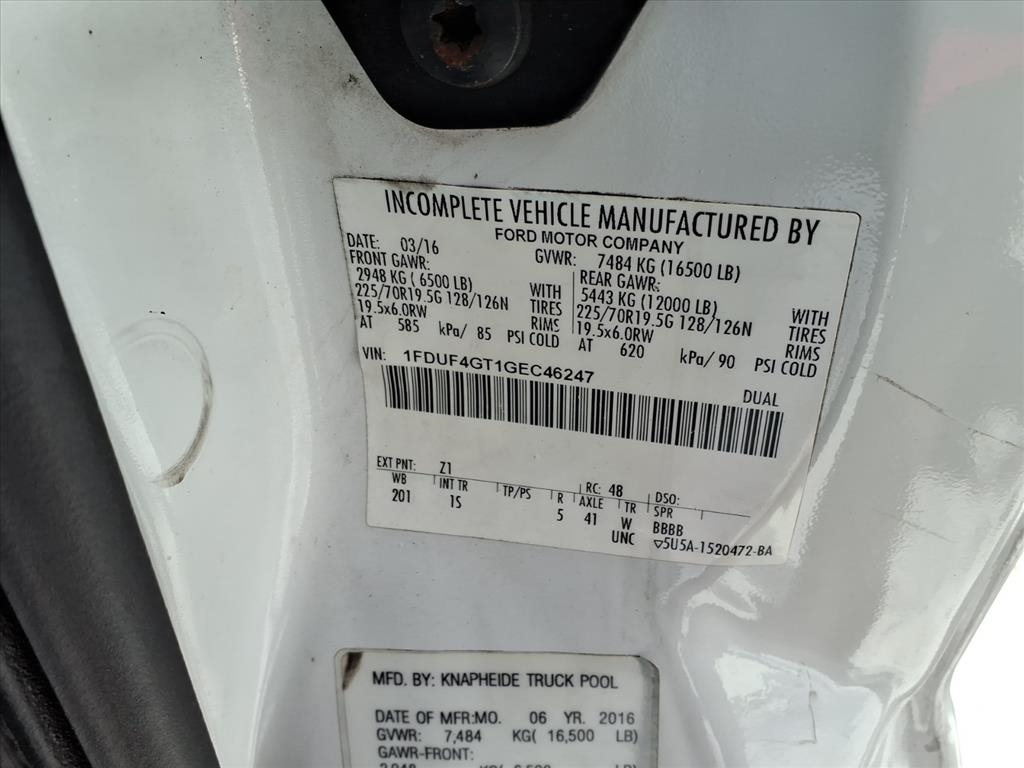 INCOMPLETE VEHICLE MANUFACTURED BY
FORD MOTOR COMPANY
DATE: 03/16 GVWR: 7484 KG (16500 LB)
FRONT GAWR: REAR GAWR:
2948 KG ( 6500 LB) WITH 5443 KG (12000 LB) WITH
225/70R19.5G 128/126N TIRES 225/70R19.5G 128/126N TIRES
19.5x6.0RW RIMS 19.5x6.0RW RIMS
AT 585 kPa/ 85 PSI COLD AT 620 kPa/ 90 PSI COLD
VIN: 1FDUF4GT1GEC46247
DUAL
EXT PNT: Z1 RC: 48 DSO:
WB INT TR TP/PS R AXLE TR SPR
201 1S 5 41 W BBBB
UNC ▽5U5A-1520472-BA
MFD. BY: KNAPHEIDE TRUCK POOL
DATE OF MFR:MO. 06 YR. 2016
GVWR: 7,484 KG( 16,500 LB)
GAWR-FRONT:
2948 KG( 6,500 LB)